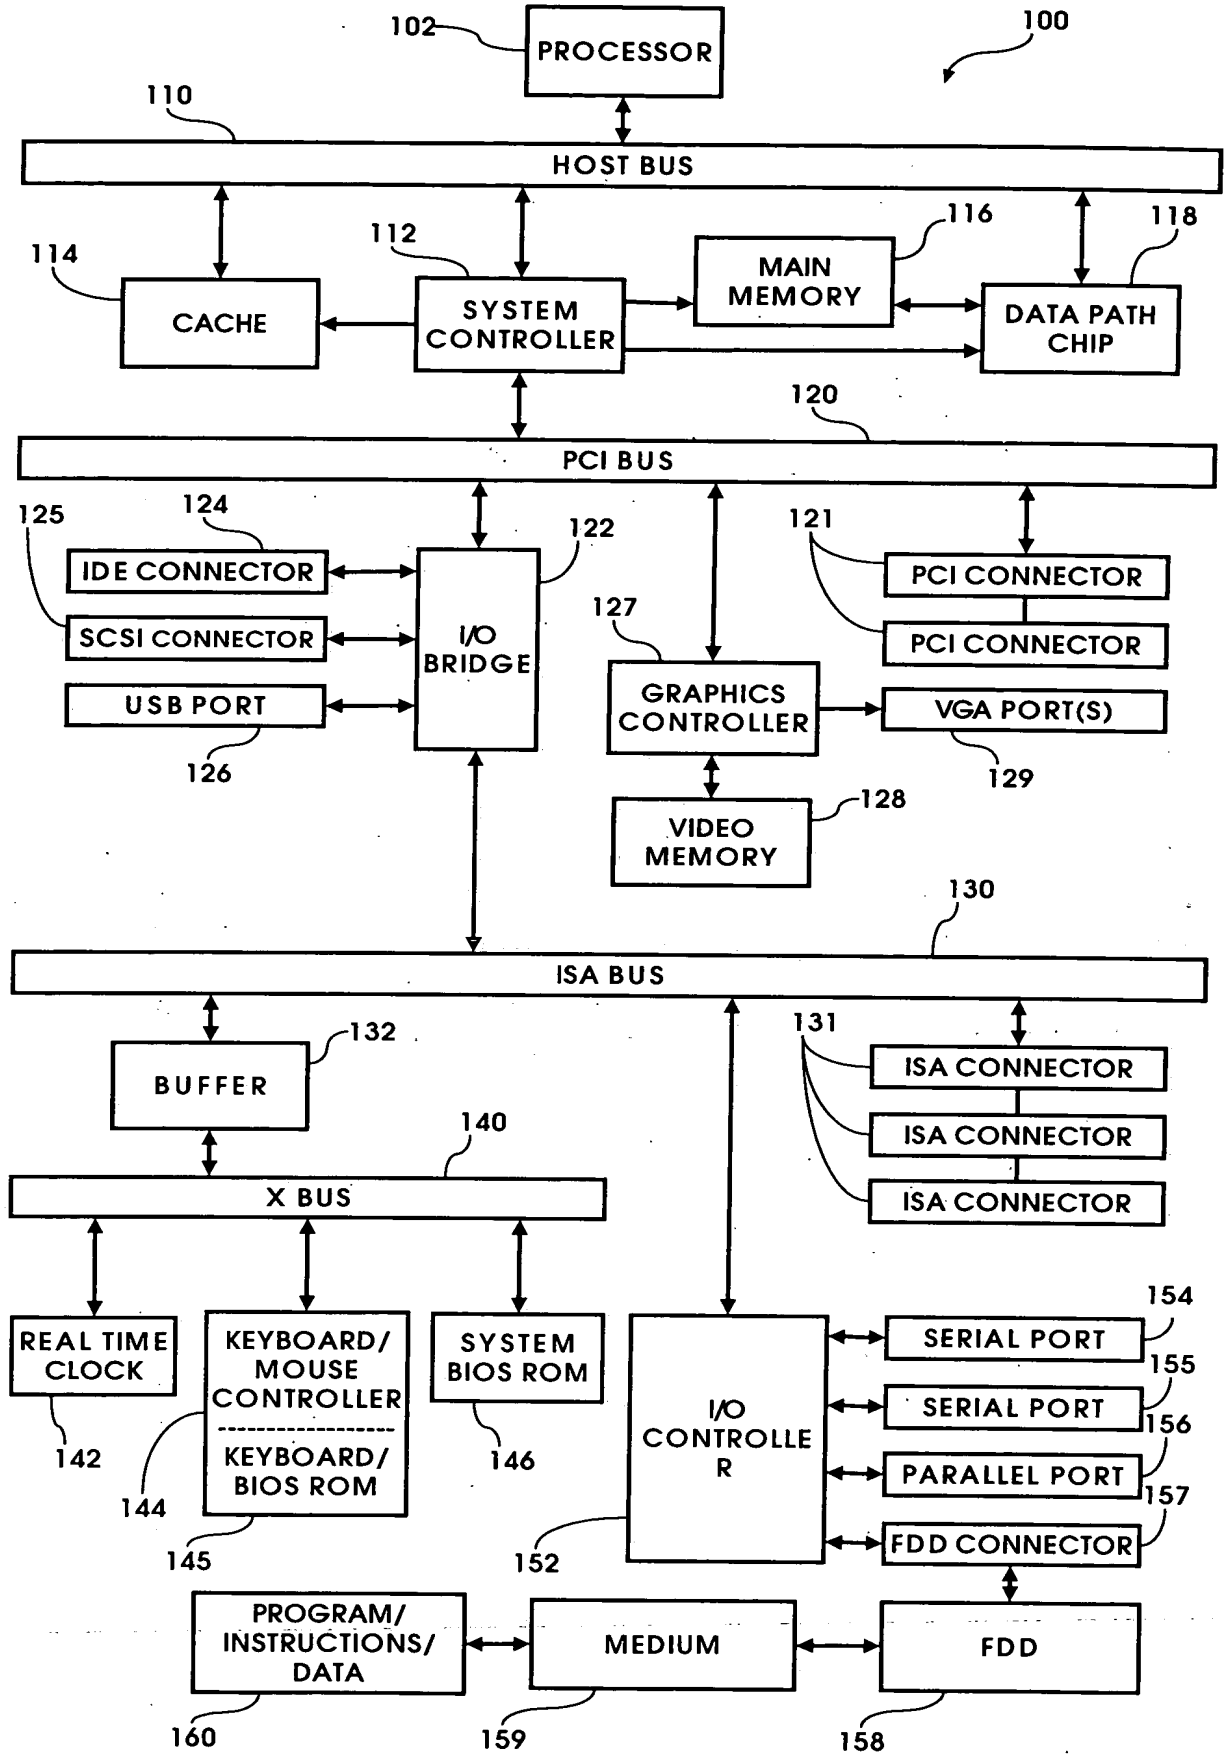 102
PROCESSOR
100
110
HOST BUS
114
112
116
118
CACHE
SYSTEM
CONTROLLER
MAIN
MEMORY
DATA PATH
CHIP
120
PCI BUS
125
124
122
121
IDE CONNECTOR
SCSI CONNECTOR
USB PORT
126
I/O
BRIDGE
127
GRAPHICS
CONTROLLER
PCI CONNECTOR
PCI CONNECTOR
VGA PORT(S)
129
VIDEO
MEMORY
128
130
ISA BUS
132
BUFFER
131
ISA CONNECTOR
ISA CONNECTOR
ISA CONNECTOR
140
X BUS
REAL TIME
CLOCK
142
KEYBOARD/
MOUSE
CONTROLLER
KEYBOARD/
BIOS ROM
144
145
SYSTEM
BIOS ROM
146
I/O
CONTROLLE
R
152
154
SERIAL PORT
155
SERIAL PORT
156
PARALLEL PORT
157
FDD CONNECTOR
PROGRAM/
INSTRUCTIONS/
DATA
160
MEDIUM
159
FDD
158